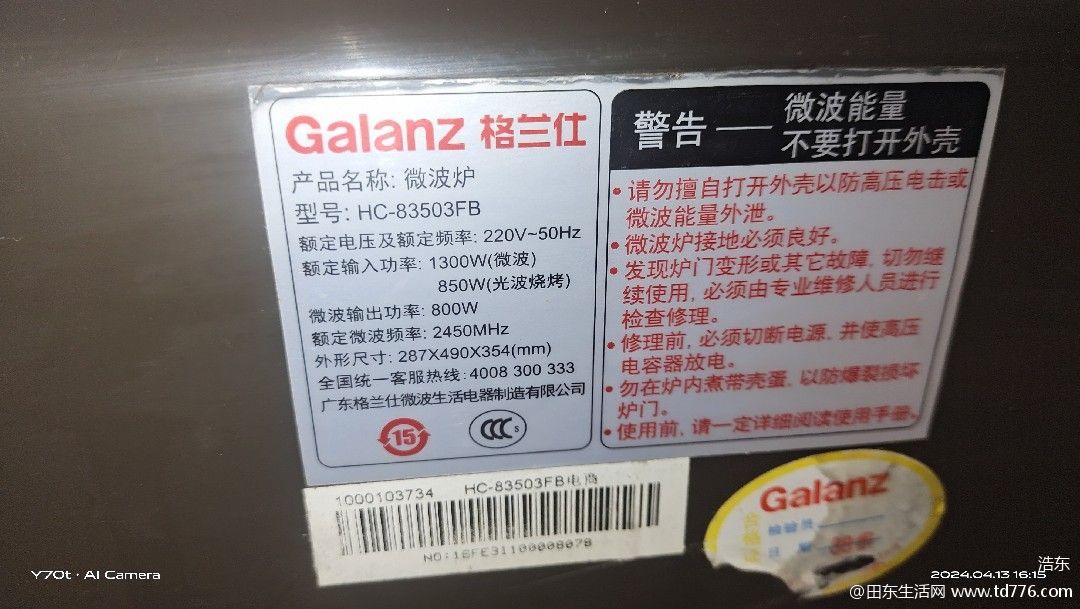 Galanz 格兰仕
产品名称: 微波炉
型号: HC-83503FB
额定电压及额定频率: 220V~50Hz
额定输入功率: 1300W(微波)
850W(光波烧烤)
微波输出功率: 800W
额定微波频率: 2450MHz
外形尺寸: 287X490X354(mm)
全国统一客服热线: 4008 300 333
广东格兰仕微波生活电器制造有限公司
15
CCC S
警告——微波能量
不要打开外壳
• 请勿擅自打开外壳以防高压电击或
微波能量外泄。
• 微波炉接地必须良好。
• 发现炉门变形或其它故障, 切勿继
续使用, 必须由专业维修人员进行
检查修理。
• 修理前, 必须切断电源, 并使高压
电容器放电。
• 勿在炉内煮带壳蛋, 以防爆裂损坏
炉门。
• 使用前, 请一定详细阅读使用手册。
1000103734 HC-83503FB电商
NO:16FE31100008078
Galanz
Y70t · AI Camera
浩东
2024.04.13 16:15
@田东生活网 www.td776.com